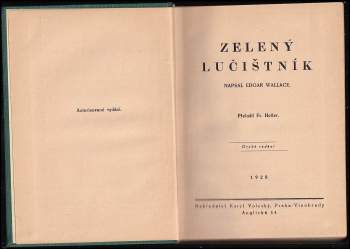 Autorisované vydání.
ZELENÝ
LUČIŠTNÍK
NAPSAL EDGAR WALLACE.
Přeložil Fr. Heller.
Druhé vydání
1928
Nakladatel Karel Voleský, Praha-Vinohrady
Anglická 14